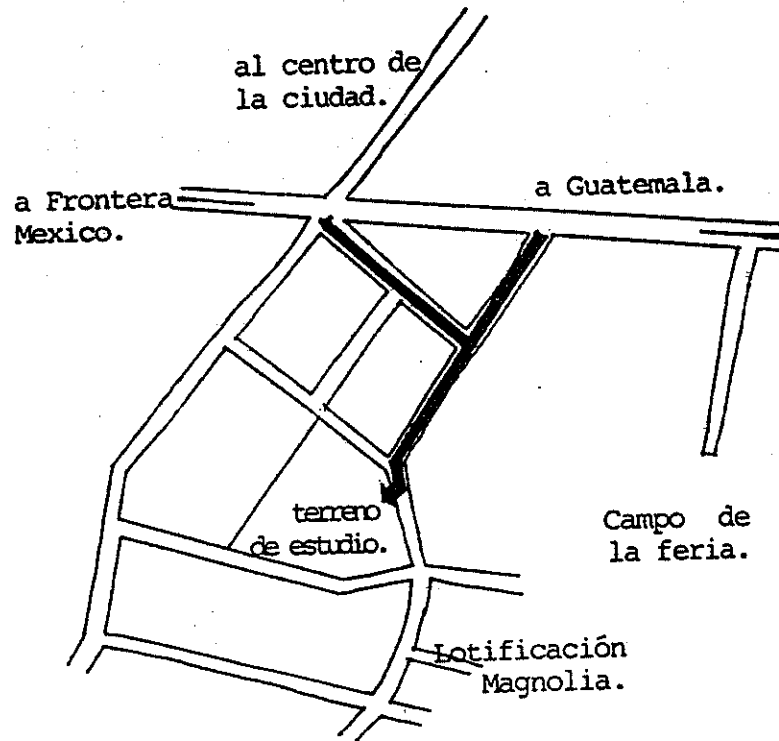 al centro de
la ciudad.
a Frontera
Mexico.
a Guatemala.
terreno
de estudio.
Campo de
la feria.
Lotificación
Magnolia.